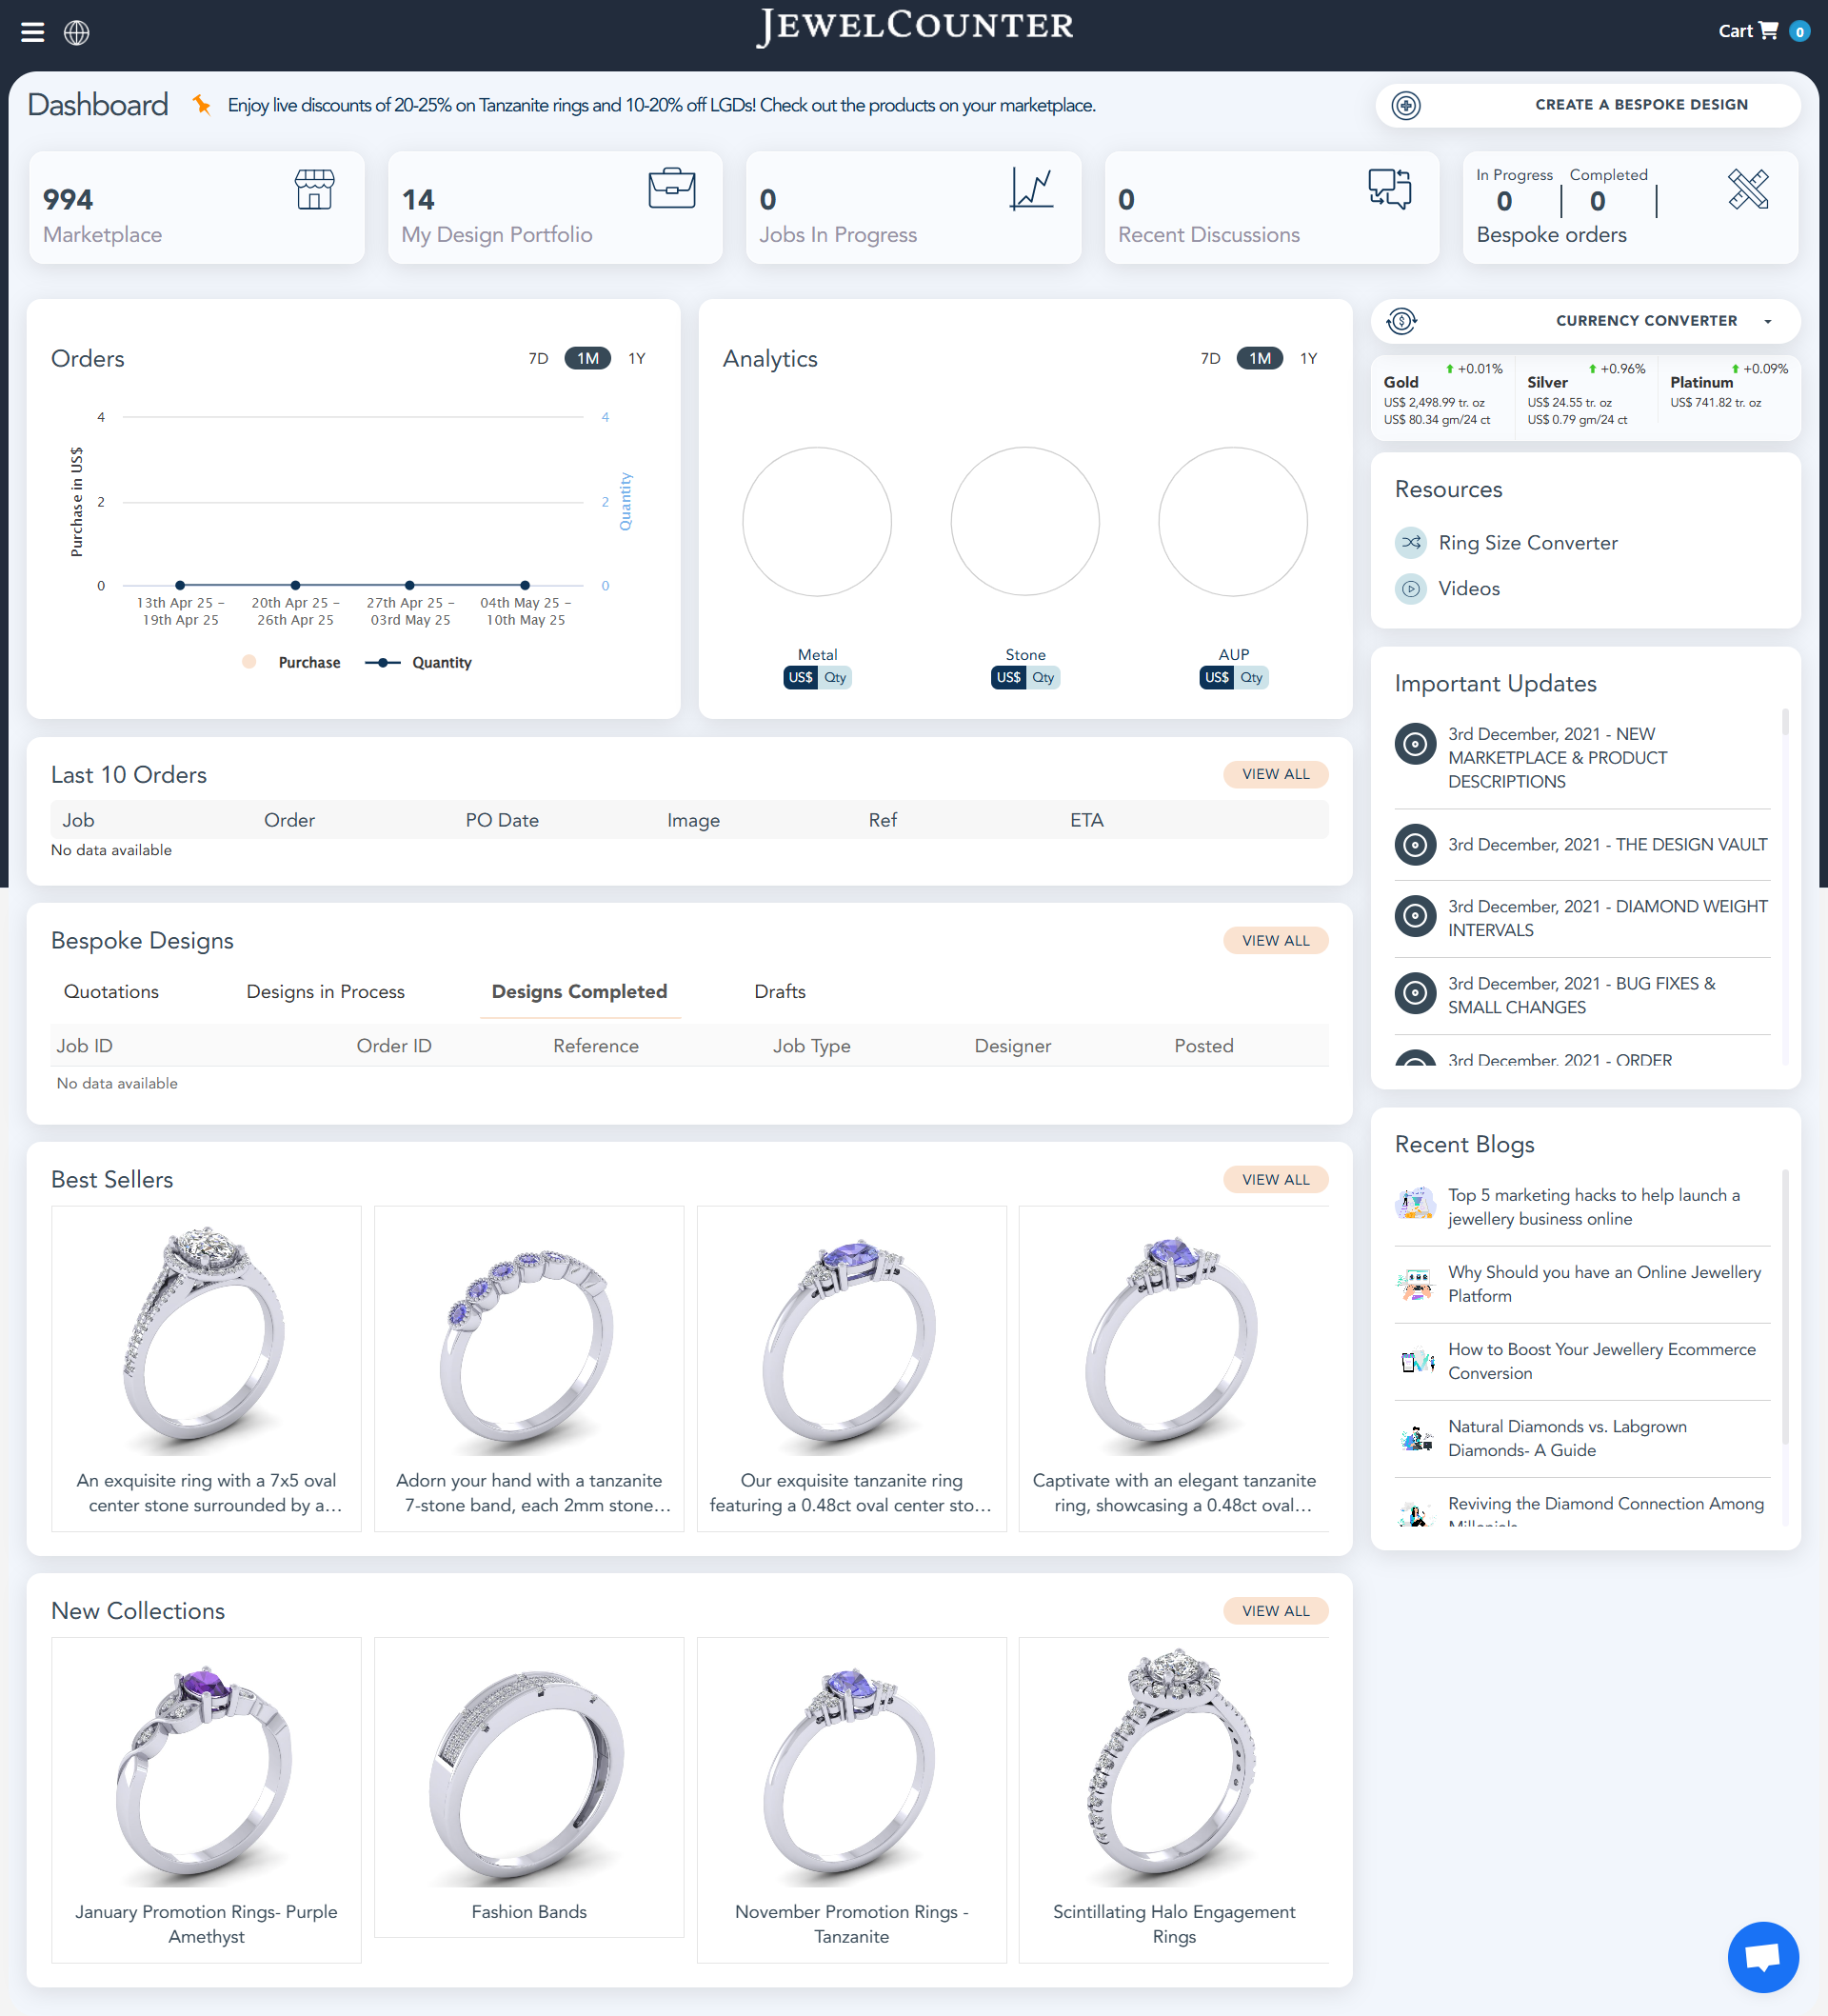 JEWELCOUNTER
Cart 0
Dashboard
Enjoy live discounts of 20-25% on Tanzanite rings and 10-20% off LGDs! Check out the products on your marketplace.
CREATE A BESPOKE DESIGN
994
Marketplace
14
My Design Portfolio
0
Jobs In Progress
0
Recent Discussions
In Progress Completed
0 0
Bespoke orders
Orders
7D 1M 1Y
4 4
2 2
0 0
Purchase in US$
Quantity
13th Apr 25 – 20th Apr 25 – 27th Apr 25 – 04th May 25 –
19th Apr 25 26th Apr 25 03rd May 25 10th May 25
Purchase Quantity
Analytics
7D 1M 1Y
Metal
US$ Qty
Stone
US$ Qty
AUP
US$ Qty
CURRENCY CONVERTER
+0.01%
Gold
US$ 2,498.99 tr. oz
US$ 80.34 gm/24 ct
+0.96%
Silver
US$ 24.55 tr. oz
US$ 0.79 gm/24 ct
+0.09%
Platinum
US$ 741.82 tr. oz
Resources
Ring Size Converter
Videos
Important Updates
3rd December, 2021 - NEW
MARKETPLACE & PRODUCT
DESCRIPTIONS
3rd December, 2021 - THE DESIGN VAULT
3rd December, 2021 - DIAMOND WEIGHT
INTERVALS
3rd December, 2021 - BUG FIXES &
SMALL CHANGES
3rd December, 2021 - ORDER
Last 10 Orders
VIEW ALL
Job Order PO Date Image Ref ETA
No data available
Bespoke Designs
VIEW ALL
Quotations Designs in Process Designs Completed Drafts
Job ID Order ID Reference Job Type Designer Posted
No data available
Recent Blogs
Top 5 marketing hacks to help launch a
jewellery business online
Why Should you have an Online Jewellery
Platform
How to Boost Your Jewellery Ecommerce
Conversion
Natural Diamonds vs. Labgrown
Diamonds- A Guide
Reviving the Diamond Connection Among
Millenials
Best Sellers
VIEW ALL
An exquisite ring with a 7x5 oval
center stone surrounded by a...
Adorn your hand with a tanzanite
7-stone band, each 2mm stone...
Our exquisite tanzanite ring
featuring a 0.48ct oval center sto...
Captivate with an elegant tanzanite
ring, showcasing a 0.48ct oval...
New Collections
VIEW ALL
January Promotion Rings- Purple
Amethyst
Fashion Bands
November Promotion Rings -
Tanzanite
Scintillating Halo Engagement
Rings